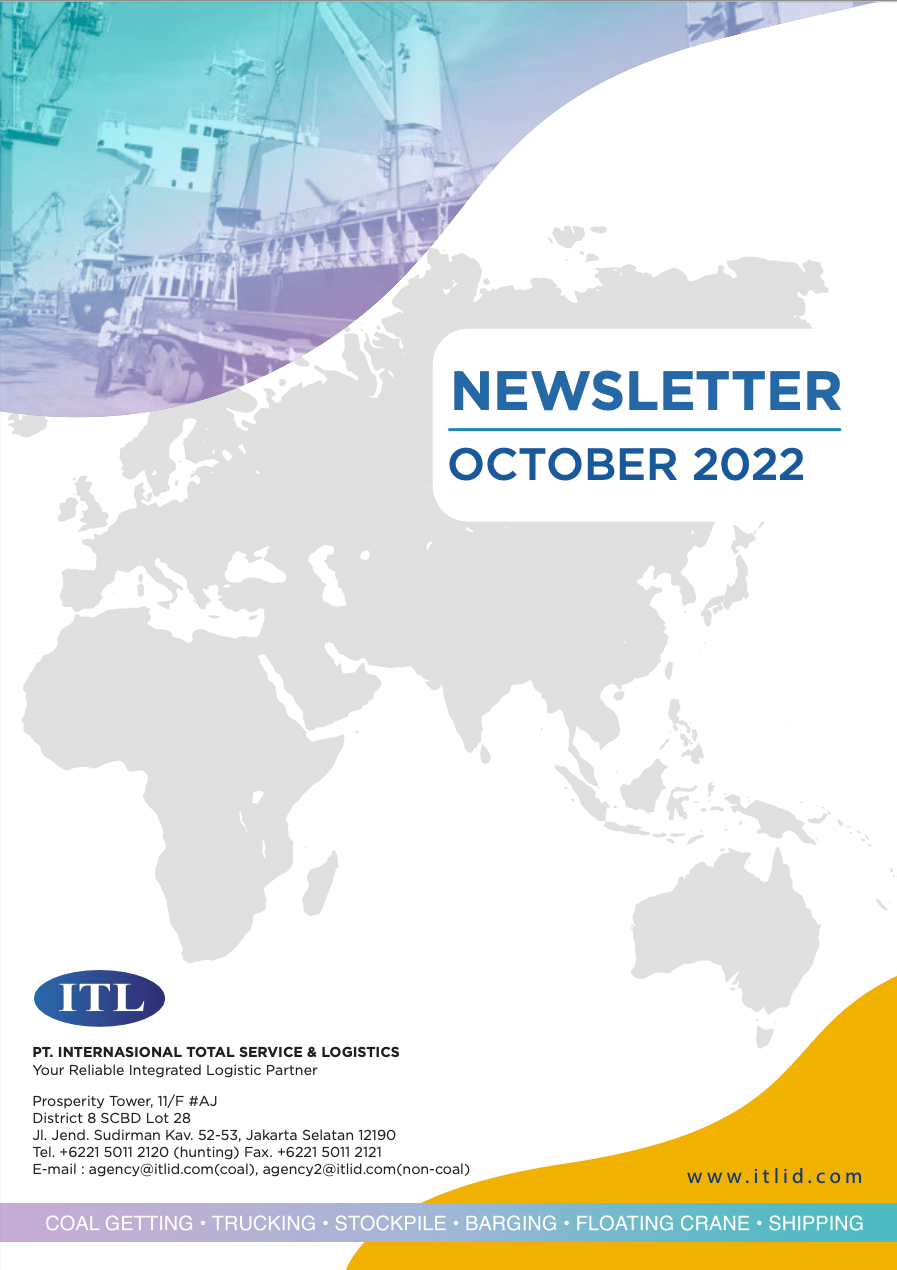 NEWSLETTER
OCTOBER 2022
ITL
PT. INTERNASIONAL TOTAL SERVICE & LOGISTICS
Your Reliable Integrated Logistic Partner
Prosperity Tower, 11/F #AJ
District 8 SCBD Lot 28
Jl. Jend. Sudirman Kav. 52-53, Jakarta Selatan 12190
Tel. +6221 5011 2120 (hunting) Fax. +6221 5011 2121
E-mail : agency@itlid.com(coal), agency2@itlid.com(non-coal)
www.itlid.com
COAL GETTING • TRUCKING • STOCKPILE • BARGING • FLOATING CRANE • SHIPPING